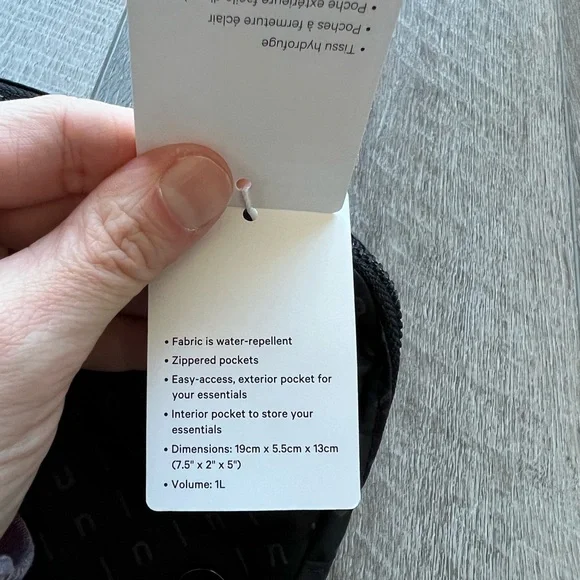 • Tissu hydrofuge
• Poches à fermeture éclair
• Poche extérieure facile d'
• Fabric is water-repellent
• Zippered pockets
• Easy-access, exterior pocket for
your essentials
• Interior pocket to store your
essentials
• Dimensions: 19cm x 5.5cm x 13cm
(7.5" x 2" x 5")
• Volume: 1L